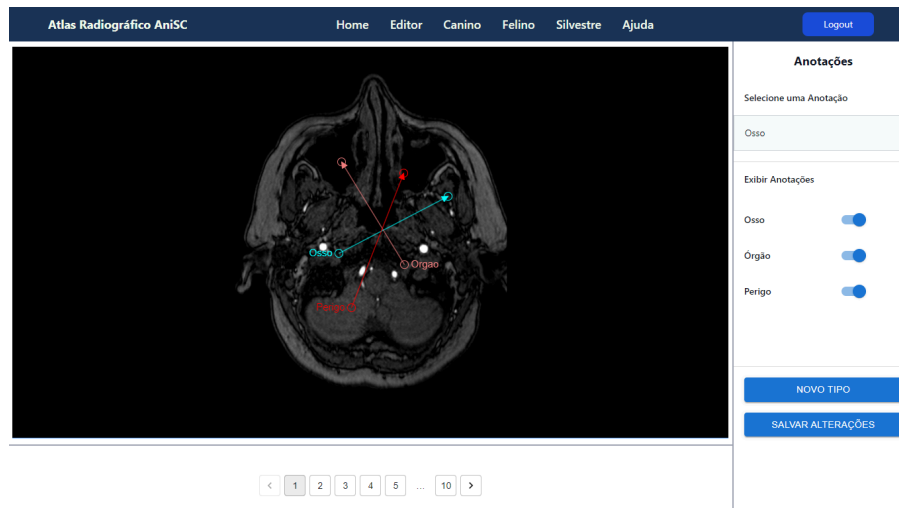 Atlas Radiográfico AniSC Home Editor Canino Felino Silvestre Ajuda Logout
Anotações
Selecione uma Anotação
Osso
Exibir Anotações
Osso
Órgão
Perigo
Osso
Orgao
Perigo
NOVO TIPO
SALVAR ALTERAÇÕES
< 1 2 3 4 5 ... 10 >